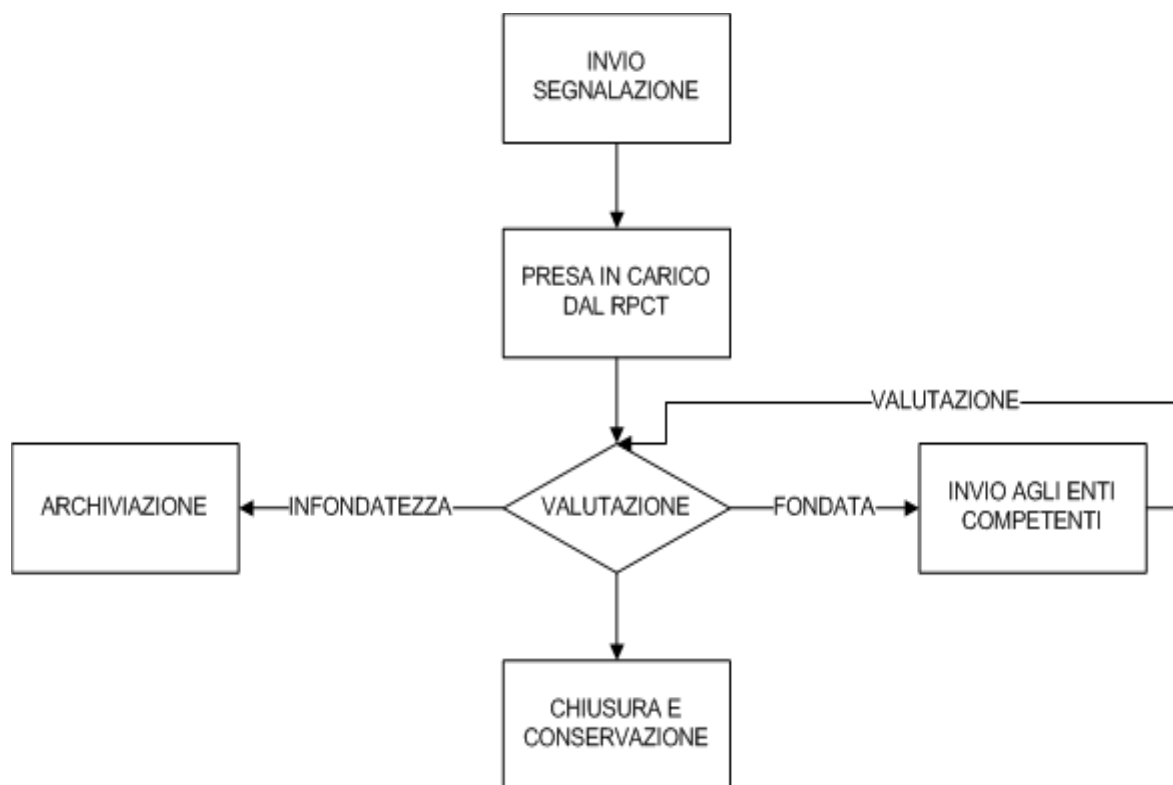 INVIO
SEGNALAZIONE
PRESA IN CARICO
DAL RPCT
VALUTAZIONE
ARCHIVIAZIONE
INFONDATEZZA
VALUTAZIONE
FONDATA
INVIO AGLI ENTI
COMPETENTI
CHIUSURA E
CONSERVAZIONE